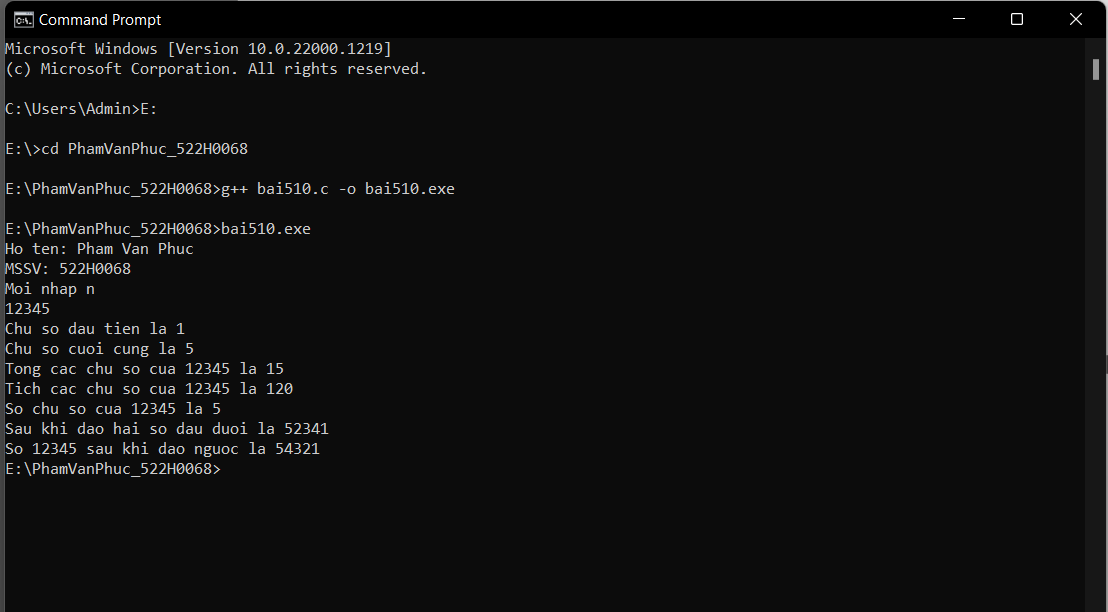 Command Prompt
Microsoft Windows [Version 10.0.22000.1219]
(c) Microsoft Corporation. All rights reserved.
C:\Users\Admin>E:
E:\>cd PhamVanPhuc_522H0068
E:\PhamVanPhuc_522H0068>g++ bai510.c -o bai510.exe
E:\PhamVanPhuc_522H0068>bai510.exe
Ho ten: Pham Van Phuc
MSSV: 522H0068
Moi nhap n
12345
Chu so dau tien la 1
Chu so cuoi cung la 5
Tong cac chu so cua 12345 la 15
Tich cac chu so cua 12345 la 120
So chu so cua 12345 la 5
Sau khi dao hai so dau duoi la 52341
So 12345 sau khi dao nguoc la 54321
E:\PhamVanPhuc_522H0068>